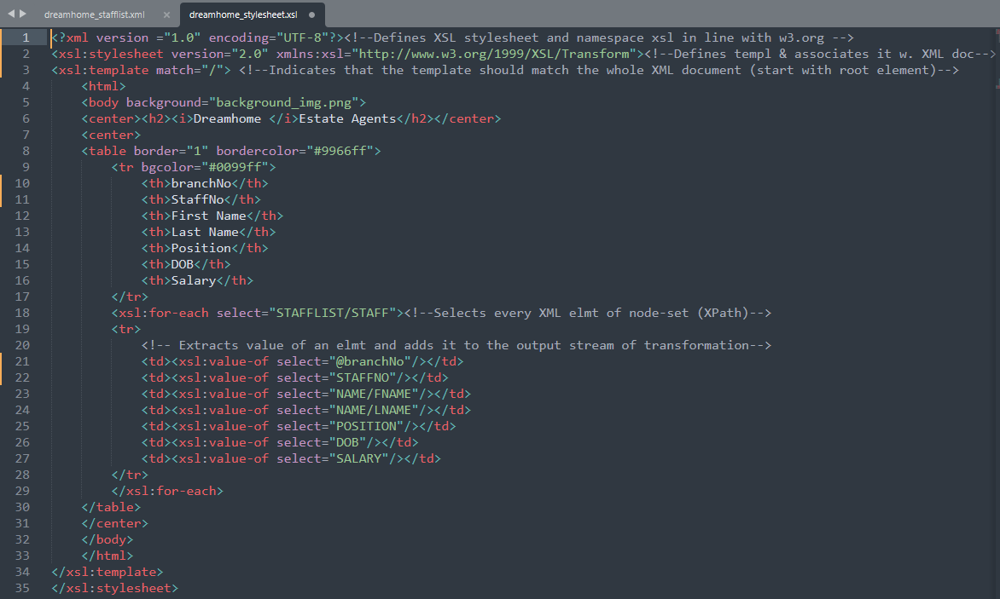 dreamhome_stafflist.xml × dreamhome_stylesheet.xsl
1 <?xml version ="1.0" encoding="UTF-8"?><!--Defines XSL stylesheet and namespace xsl in line with w3.org -->
2 <xsl:stylesheet version="2.0" xmlns:xsl="http://www.w3.org/1999/XSL/Transform"><!--Defines templ & associates it w. XML doc-->
3 <xsl:template match="/"> <!--Indicates that the template should match the whole XML document (start with root element)-->
4 <html>
5 <body background="background_img.png">
6 <center><h2><i>Dreamhome </i>Estate Agents</h2></center>
7 <center>
8 <table border="1" bordercolor="#9966ff">
9 <tr bgcolor="#0099ff">
10 <th>branchNo</th>
11 <th>StaffNo</th>
12 <th>First Name</th>
13 <th>Last Name</th>
14 <th>Position</th>
15 <th>DOB</th>
16 <th>Salary</th>
17 </tr>
18 <xsl:for-each select="STAFFLIST/STAFF"><!--Selects every XML elmt of node-set (XPath)-->
19 <tr>
20 <!-- Extracts value of an elmt and adds it to the output stream of transformation-->
21 <td><xsl:value-of select="@branchNo"/></td>
22 <td><xsl:value-of select="STAFFNO"/></td>
23 <td><xsl:value-of select="NAME/FNAME"/></td>
24 <td><xsl:value-of select="NAME/LNAME"/></td>
25 <td><xsl:value-of select="POSITION"/></td>
26 <td><xsl:value-of select="DOB"/></td>
27 <td><xsl:value-of select="SALARY"/></td>
28 </tr>
29 </xsl:for-each>
30 </table>
31 </center>
32 </body>
33 </html>
34 </xsl:template>
35 </xsl:stylesheet>